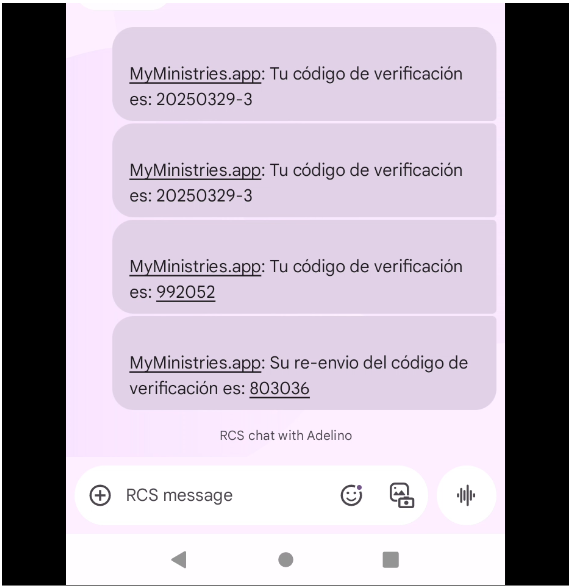 MyMinistries.app: Tu código de verificación
es: 20250329-3
MyMinistries.app: Tu código de verificación
es: 20250329-3
MyMinistries.app: Tu código de verificación
es: 992052
MyMinistries.app: Su re-envio del código de
verificación es: 803036
RCS chat with Adelino
RCS message